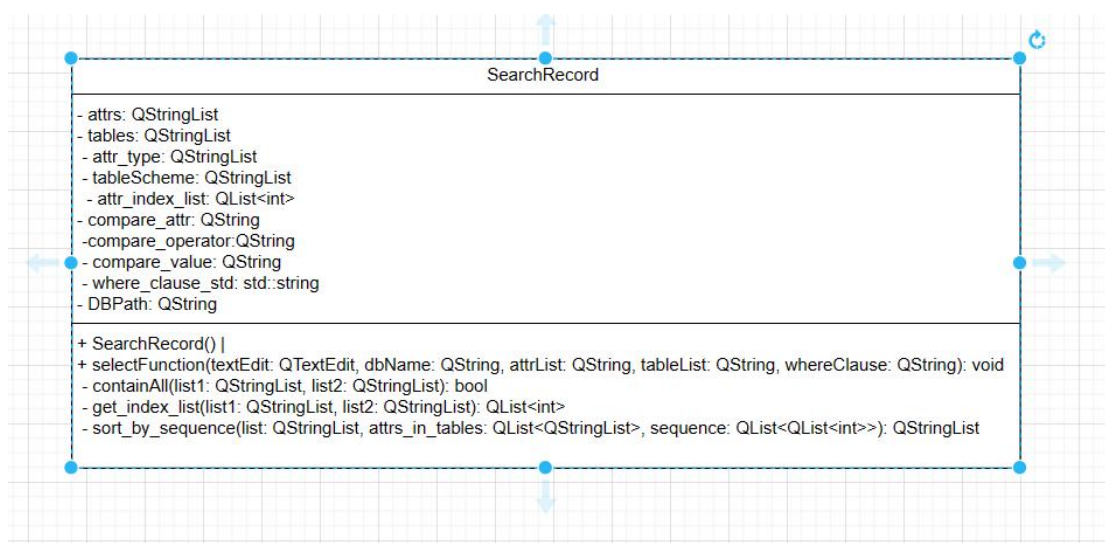 SearchRecord
- attrs: QStringList
- tables: QStringList
- attr_type: QStringList
- tableScheme: QStringList
- attr_index_list: QList<int>
- compare_attr: QString
-compare_operator:QString
- compare_value: QString
- where_clause_std: std::string
- DBPath: QString
+ SearchRecord() |
+ selectFunction(textEdit: QTextEdit, dbName: QString, attrList: QString, tableList: QString, whereClause: QString): void
- containAll(list1: QStringList, list2: QStringList): bool
- get_index_list(list1: QStringList, list2: QStringList): QList<int>
- sort_by_sequence(list: QStringList, attrs_in_tables: QList<QStringList>, sequence: QList<QList<int>>): QStringList